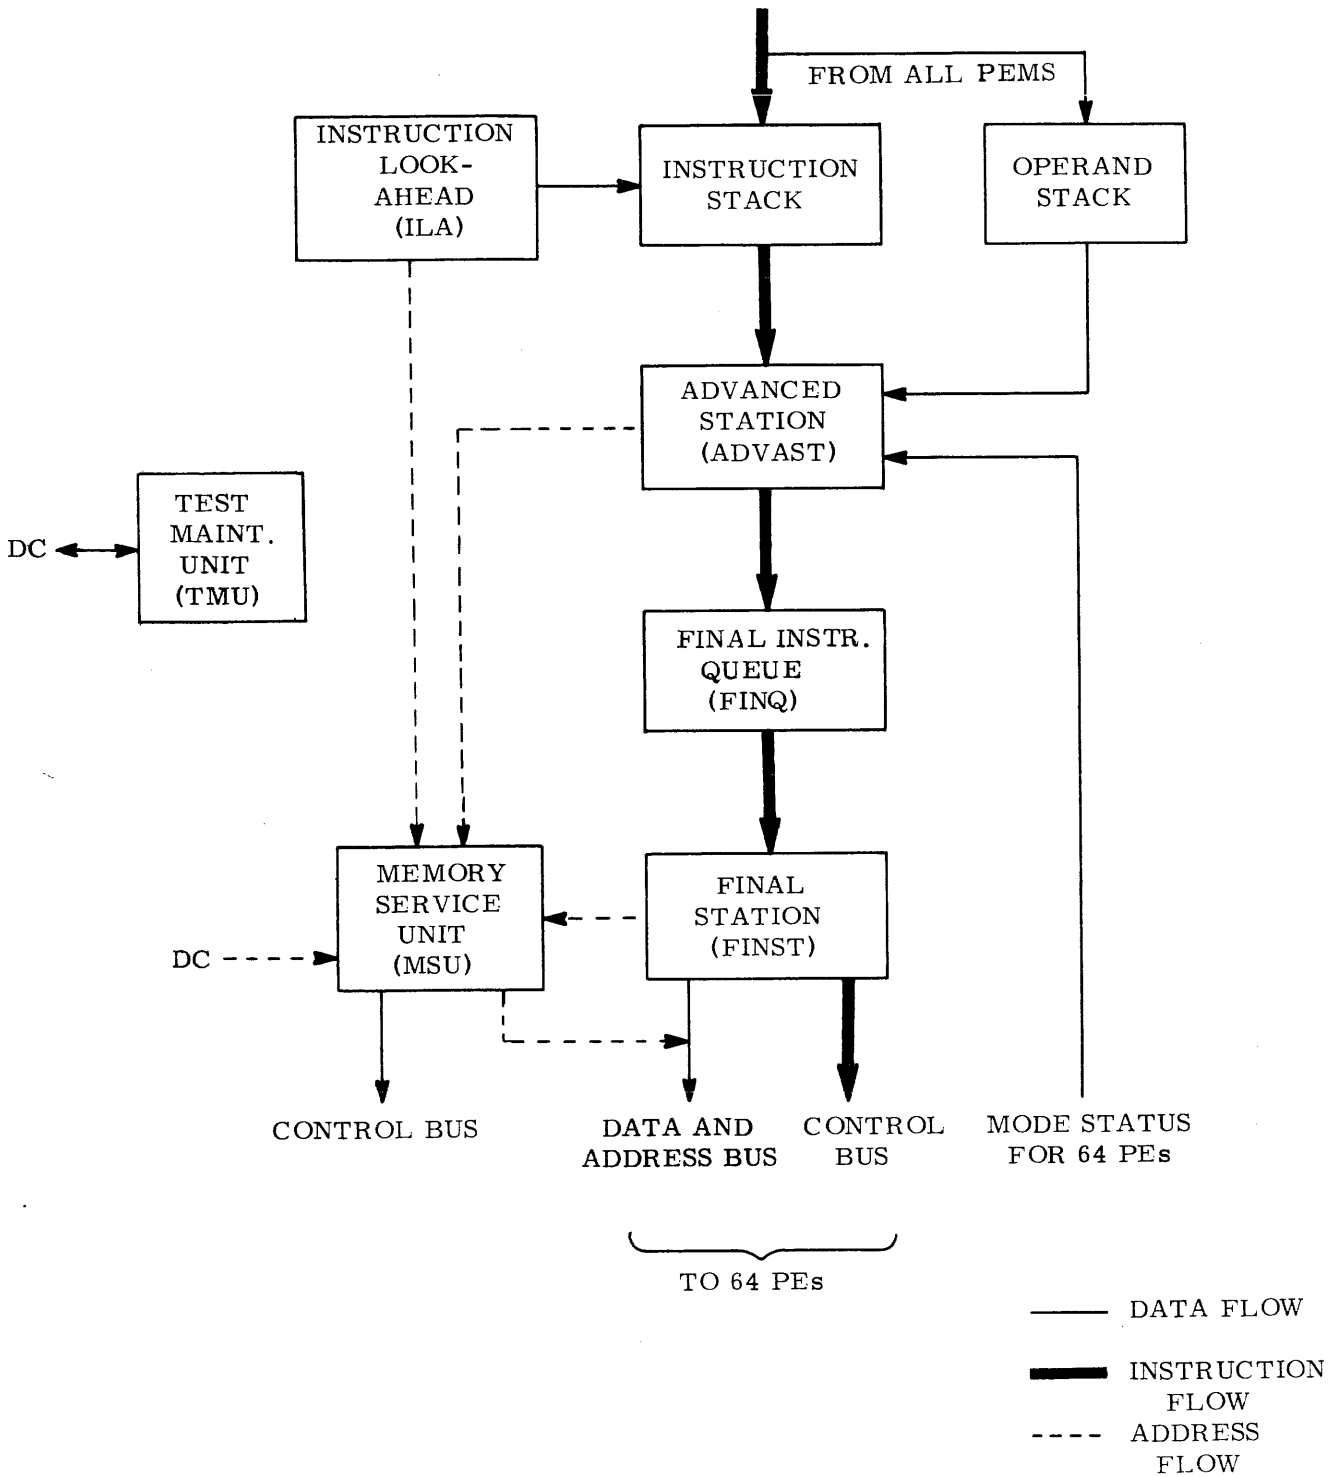 FROM ALL PEMS
INSTRUCTION
LOOK-
AHEAD
(ILA)
INSTRUCTION
STACK
OPERAND
STACK
ADVANCED
STATION
(ADVAST)
TEST
MAINT.
UNIT
(TMU)
DC
FINAL INSTR.
QUEUE
(FINQ)
MEMORY
SERVICE
UNIT
(MSU)
FINAL
STATION
(FINST)
DC
CONTROL BUS
DATA AND
ADDRESS BUS
CONTROL
BUS
MODE STATUS
FOR 64 PEs
TO 64 PEs
DATA FLOW
INSTRUCTION
FLOW
ADDRESS
FLOW